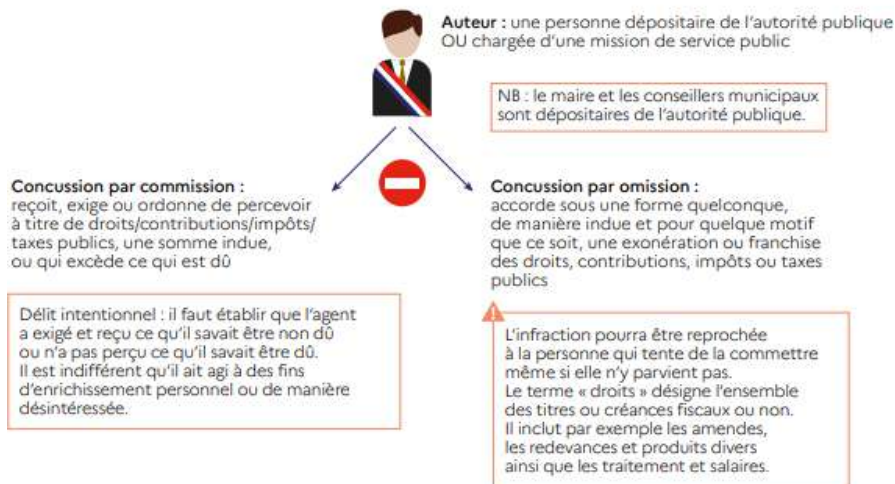 Auteur : une personne dépositaire de l'autorité publique
OU chargée d'une mission de service public
NB : le maire et les conseillers municipaux
sont dépositaires de l'autorité publique.
Concussion par commission :
reçoit, exige ou ordonne de percevoir
à titre de droits/contributions/impôts/
taxes publics, une somme indue,
ou qui excède ce qui est dû
Délit intentionnel : il faut établir que l'agent
a exigé et reçu ce qu'il savait être non dû
ou n'a pas perçu ce qu'il savait être dû.
Il est indifférent qu'il ait agi à des fins
d'enrichissement personnel ou de manière
désintéressée.
Concussion par omission :
accorde sous une forme quelconque,
de manière indue et pour quelque motif
que ce soit, une exonération ou franchise
des droits, contributions, impôts ou taxes
publics
L'infraction pourra être reprochée
à la personne qui tente de la commettre
même si elle n'y parvient pas.
Le terme « droits » désigne l'ensemble
des titres ou créances fiscaux ou non.
Il inclut par exemple les amendes,
les redevances et produits divers
ainsi que les traitement et salaires.